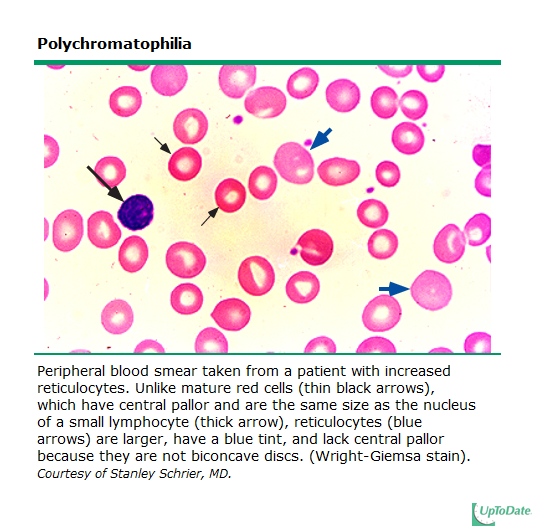 Polychromatophilia
Peripheral blood smear taken from a patient with increased
reticulocytes. Unlike mature red cells (thin black arrows),
which have central pallor and are the same size as the nucleus
of a small lymphocyte (thick arrow), reticulocytes (blue
arrows) are larger, have a blue tint, and lack central pallor
because they are not biconcave discs. (Wright-Giemsa stain).
Courtesy of Stanley Schrier, MD.
UpToDate